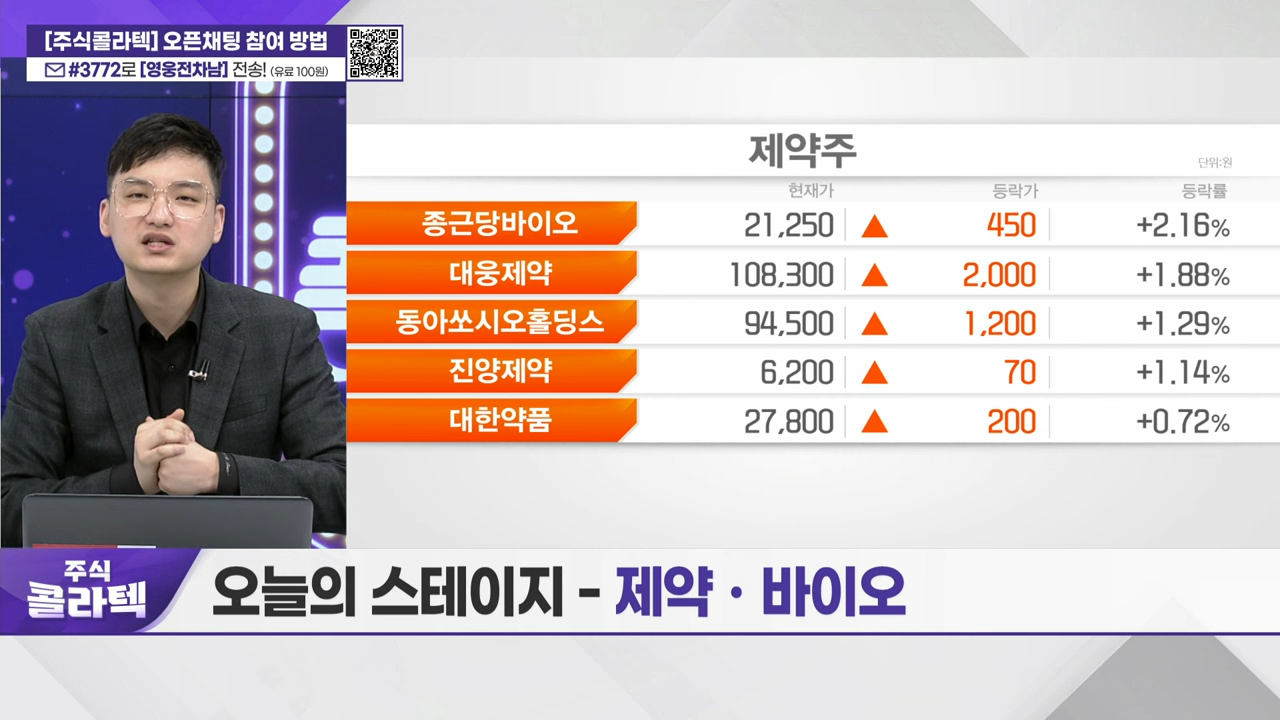 [주식콜라텍] 오픈채팅 참여 방법
#3772로 [영웅전차남] 전송! (유료 100원)
제약주
단위:원
현재가 등락가 등락률
종근당바이오 21,250 ▲ 450 +2.16%
대웅제약 108,300 ▲ 2,000 +1.88%
동아쏘시오홀딩스 94,500 ▲ 1,200 +1.29%
진양제약 6,200 ▲ 70 +1.14%
대한약품 27,800 ▲ 200 +0.72%
주식
콜라텍
오늘의 스테이지 - 제약 · 바이오